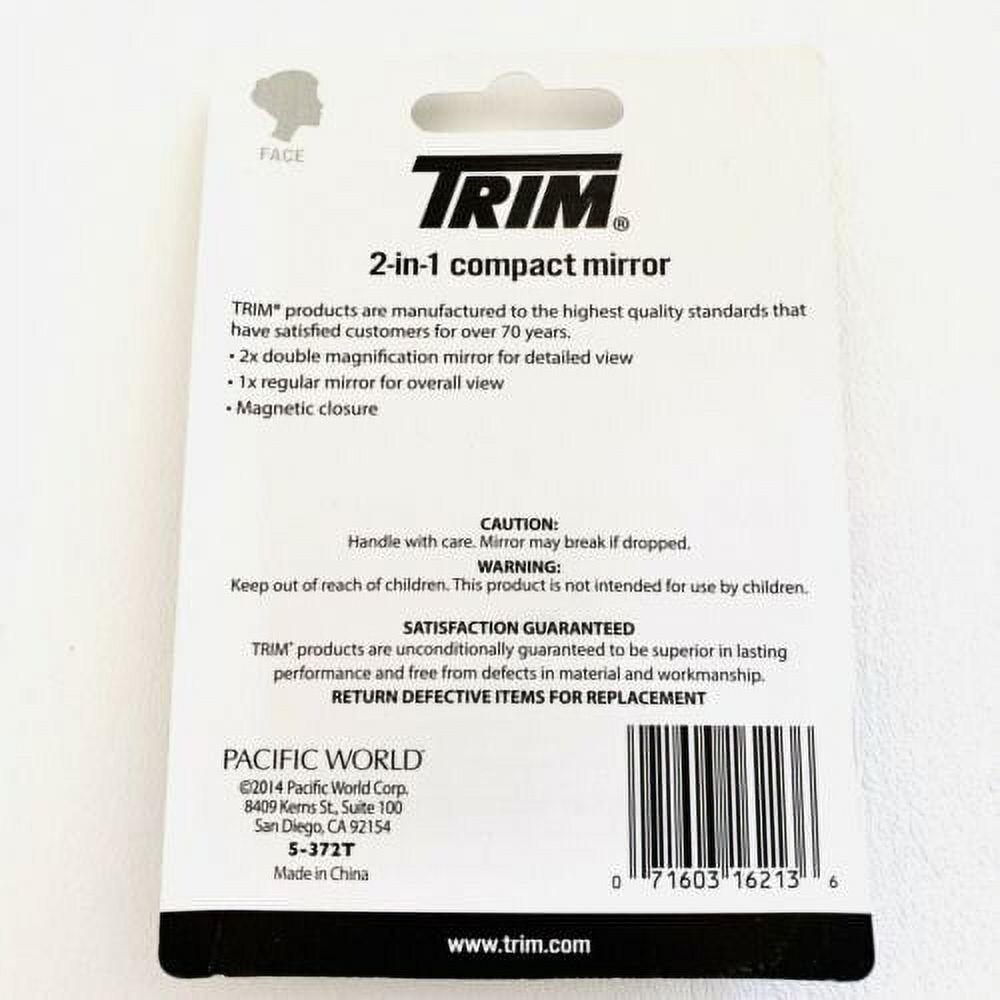 FACE
TRIM®
2-in-1 compact mirror
TRIM® products are manufactured to the highest quality standards that
have satisfied customers for over 70 years.
• 2x double magnification mirror for detailed view
• 1x regular mirror for overall view
• Magnetic closure
CAUTION:
Handle with care. Mirror may break if dropped.
WARNING:
Keep out of reach of children. This product is not intended for use by children.
SATISFACTION GUARANTEED
TRIM® products are unconditionally guaranteed to be superior in lasting
performance and free from defects in material and workmanship.
RETURN DEFECTIVE ITEMS FOR REPLACEMENT
PACIFIC WORLD™
©2014 Pacific World Corp.
8409 Kerns St., Suite 100
San Diego, CA 92154
5-372T
Made in China
0 71603 16213 6
www.trim.com